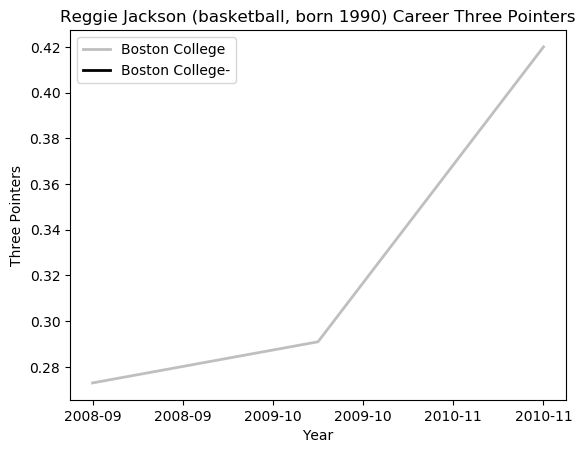 Reggie Jackson (basketball, born 1990) Career Three Pointers
Boston College
Boston College-
Three Pointers
0.42
0.40
0.38
0.36
0.34
0.32
0.30
0.28
2008-09 2008-09 2009-10 2009-10 2010-11 2010-11
Year